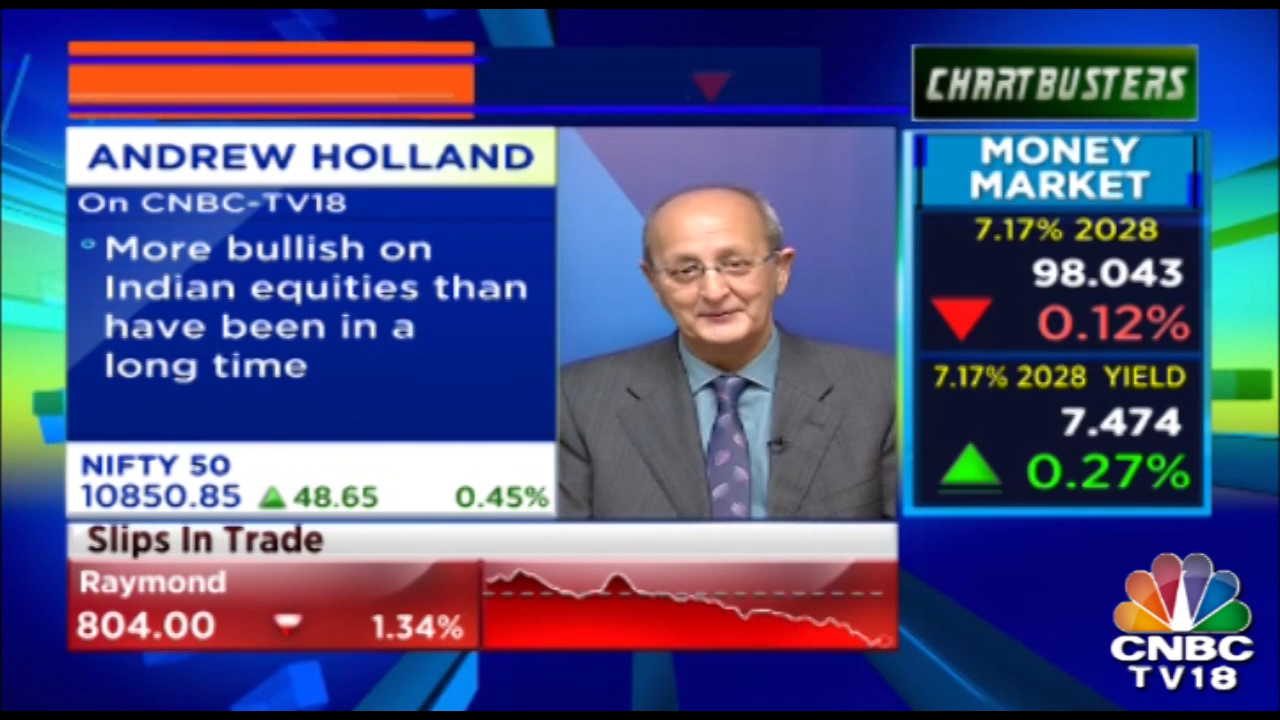 CHARTBUSTERS
ANDREW HOLLAND
On CNBC-TV18
More bullish on
Indian equities than
have been in a
long time
NIFTY 50
10850.85 48.65 0.45%
Slips In Trade
Raymond
804.00 1.34%
MONEY
MARKET
7.17% 2028
98.043
0.12%
7.17% 2028 YIELD
7.474
0.27%
CNBC
TV18